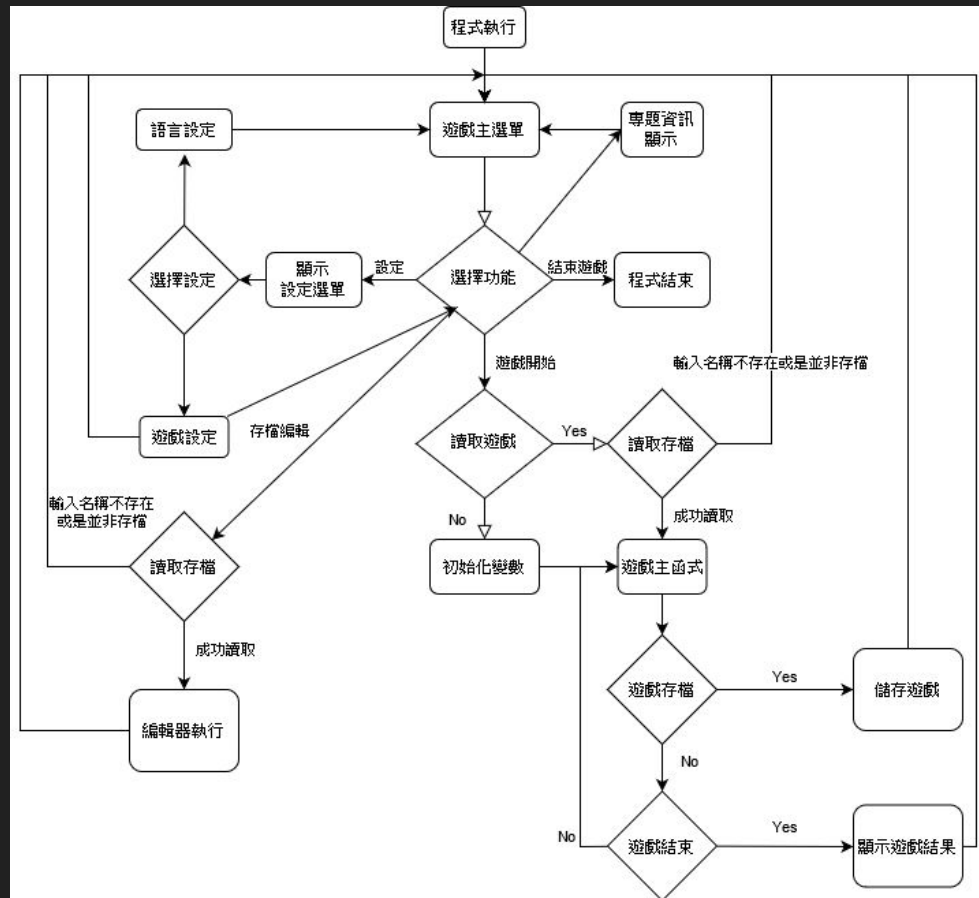 程式執行
語言設定
遊戲主選單
專題資訊
顯示
選擇設定
顯示
設定選單
設定
選擇功能
結束遊戲
程式結束
遊戲開始
輸入名稱不存在或是並非存檔
遊戲設定
存檔編輯
讀取遊戲
Yes
讀取存檔
輸入名稱不存在
或是並非存檔
No
成功讀取
讀取存檔
初始化變數
遊戲主函式
成功讀取
遊戲存檔
Yes
儲存遊戲
編輯器執行
No
No
遊戲結束
Yes
顯示遊戲結果